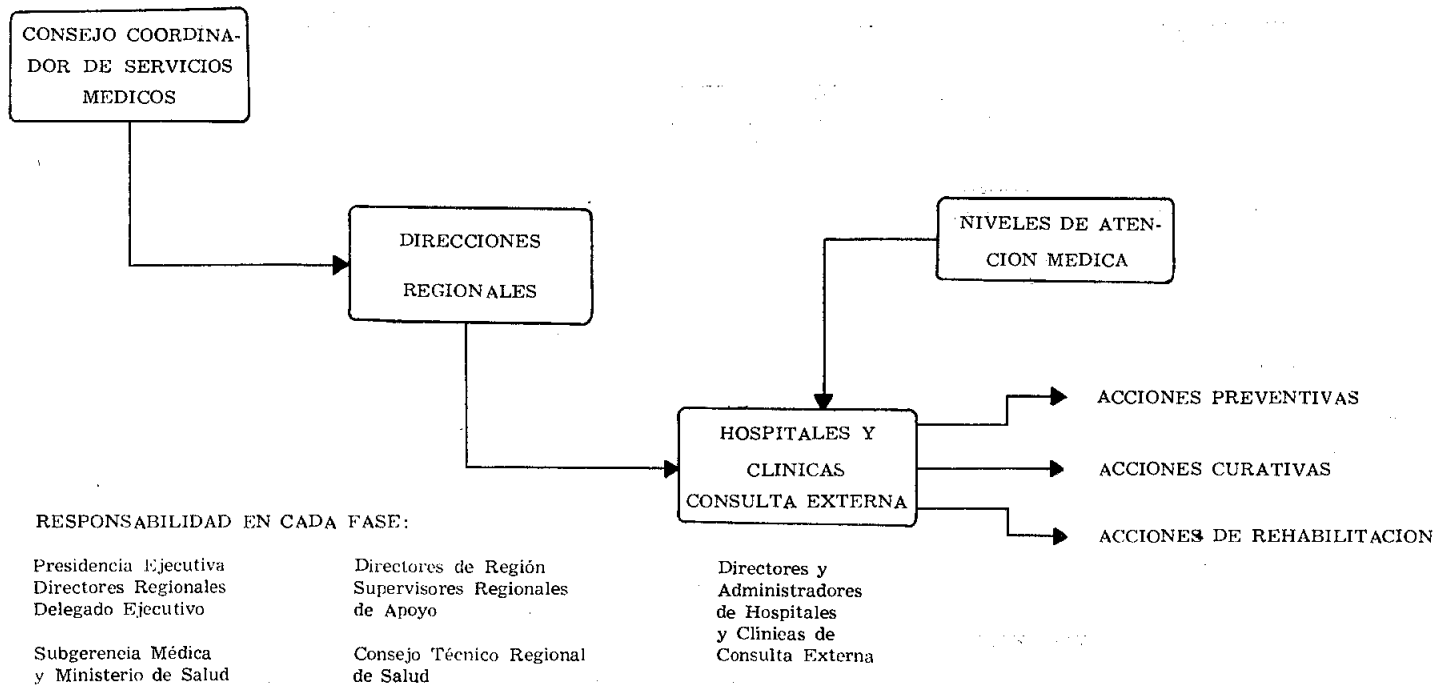 CONSEJO COORDINA-
DOR DE SERVICIOS
MEDICOS
DIRECCIONES
REGIONALES
NIVELES DE ATEN-
CION MEDICA
HOSPITALES Y
CLINICAS
CONSULTA EXTERNA
ACCIONES PREVENTIVAS
ACCIONES CURATIVAS
ACCIONES DE REHABILITACION
RESPONSABILIDAD EN CADA FASE:
Presidencia Ejecutiva
Directores Regionales
Delegado Ejecutivo
Subgerencia Médica
y Ministerio de Salud
Directores de Región
Supervisores Regionales
de Apoyo
Consejo Técnico Regional
de Salud
Directores y
Administradores
de Hospitales
y Clínicas de
Consulta Externa